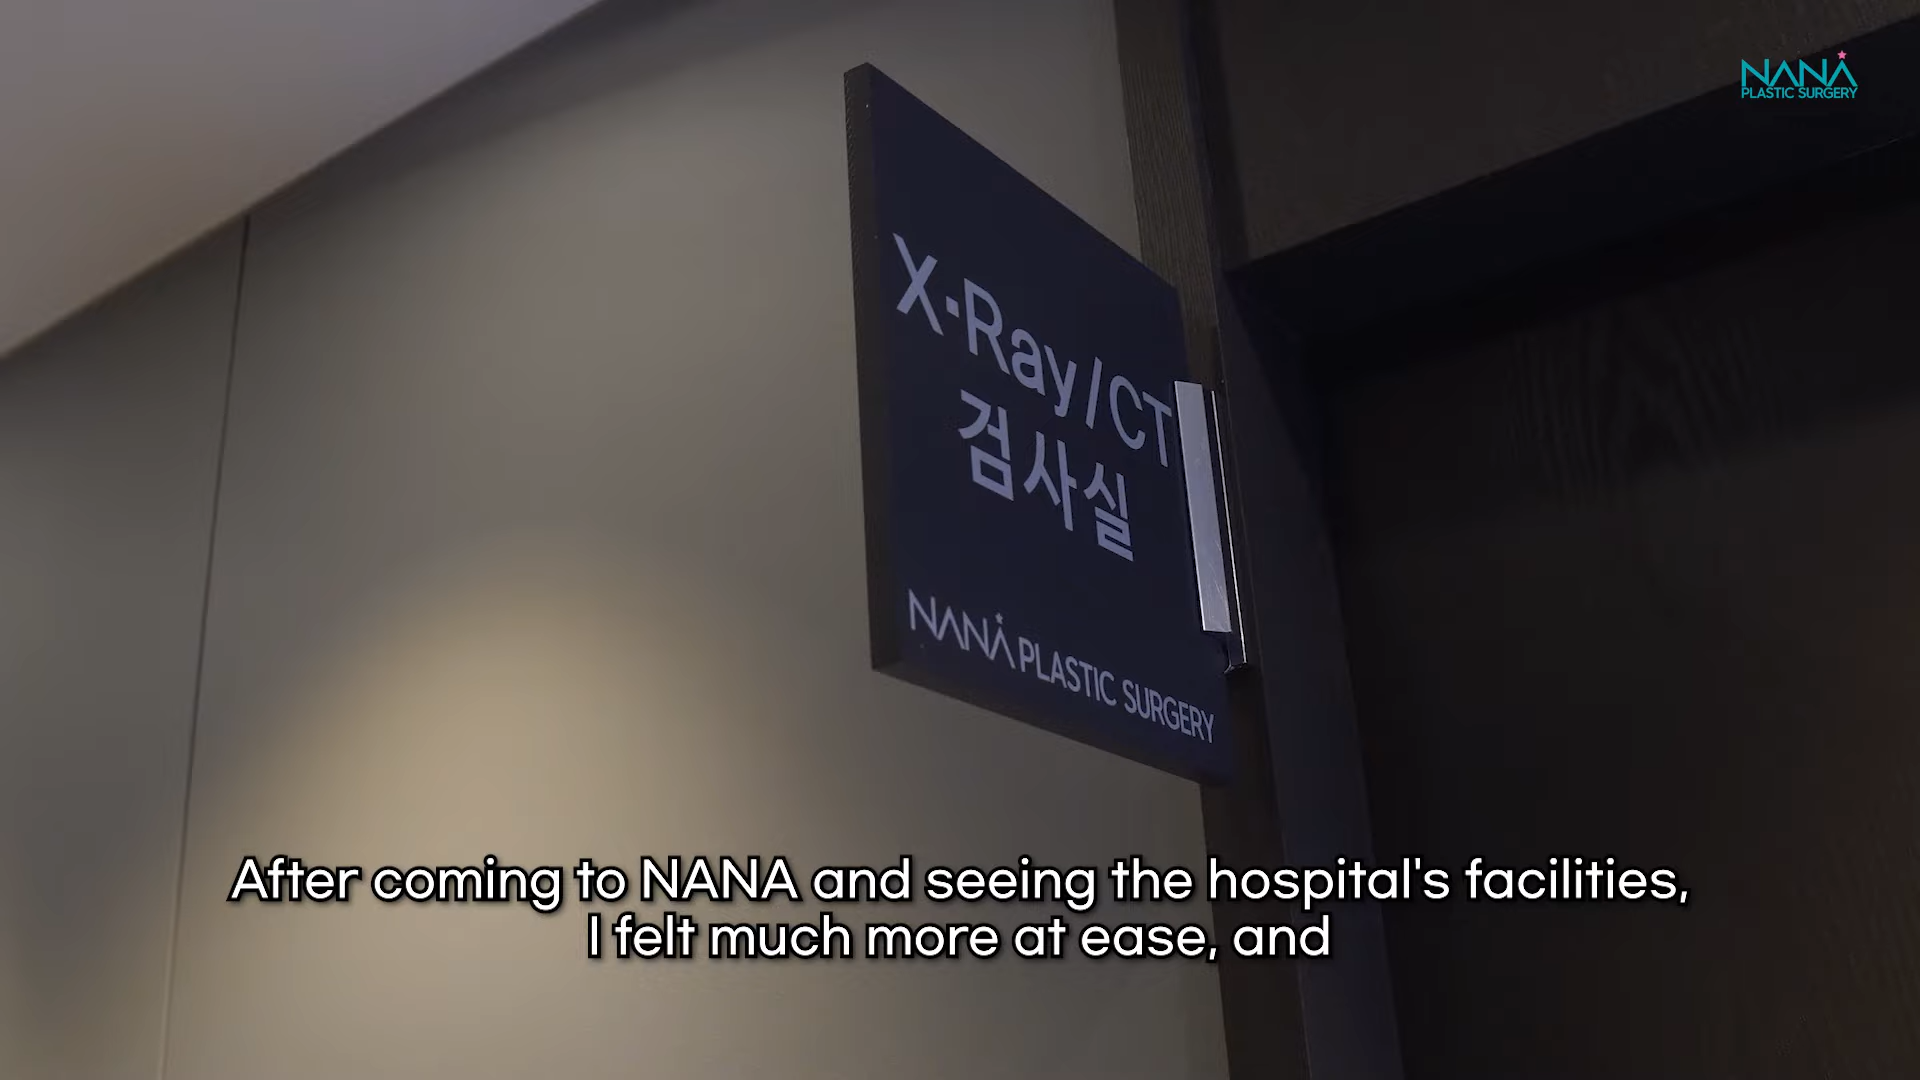 NANA
PLASTIC SURGERY
X-Ray/CT
검사실
NANA PLASTIC SURGERY
After coming to NANA and seeing the hospital's facilities,
I felt much more at ease, and